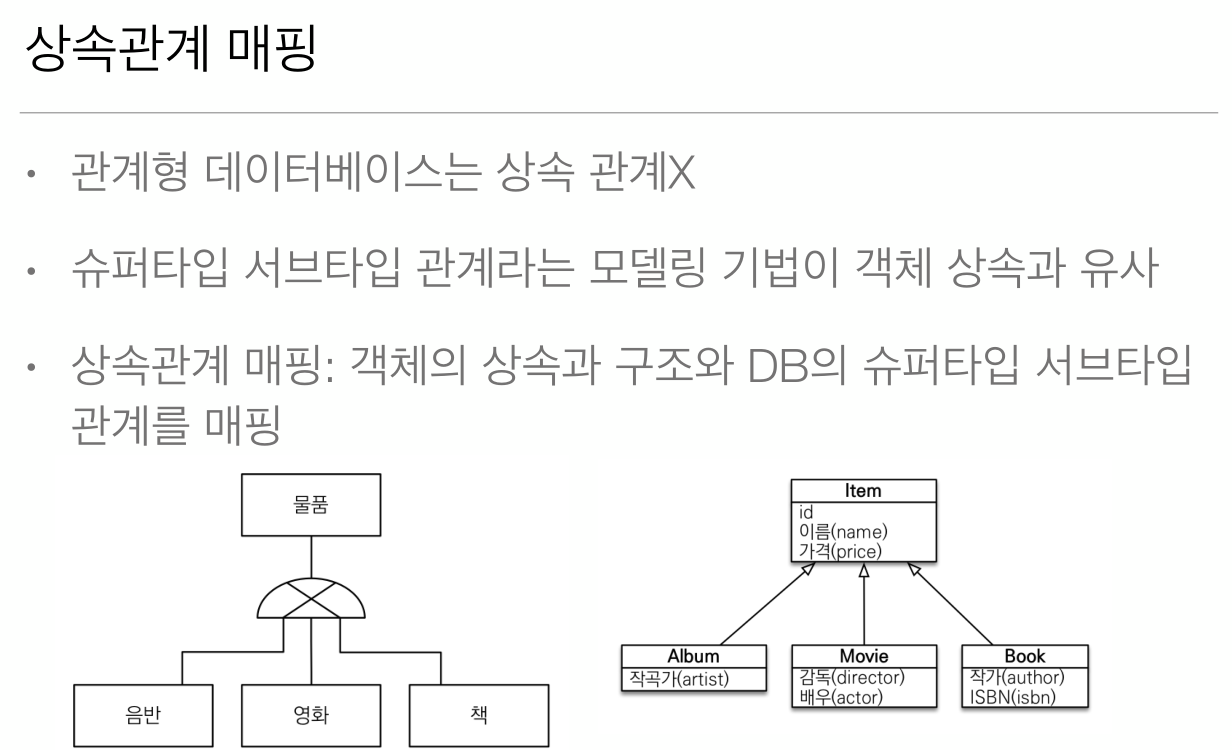 상속관계 매핑
• 관계형 데이터베이스는 상속 관계X
• 슈퍼타입 서브타입 관계라는 모델링 기법이 객체 상속과 유사
• 상속관계 매핑: 객체의 상속과 구조와 DB의 슈퍼타입 서브타입
관계를 매핑
물품
음반
영화
책
Item
id
이름(name)
가격(price)
Album
작곡가(artist)
Movie
감독(director)
배우(actor)
Book
작가(author)
ISBN(isbn)